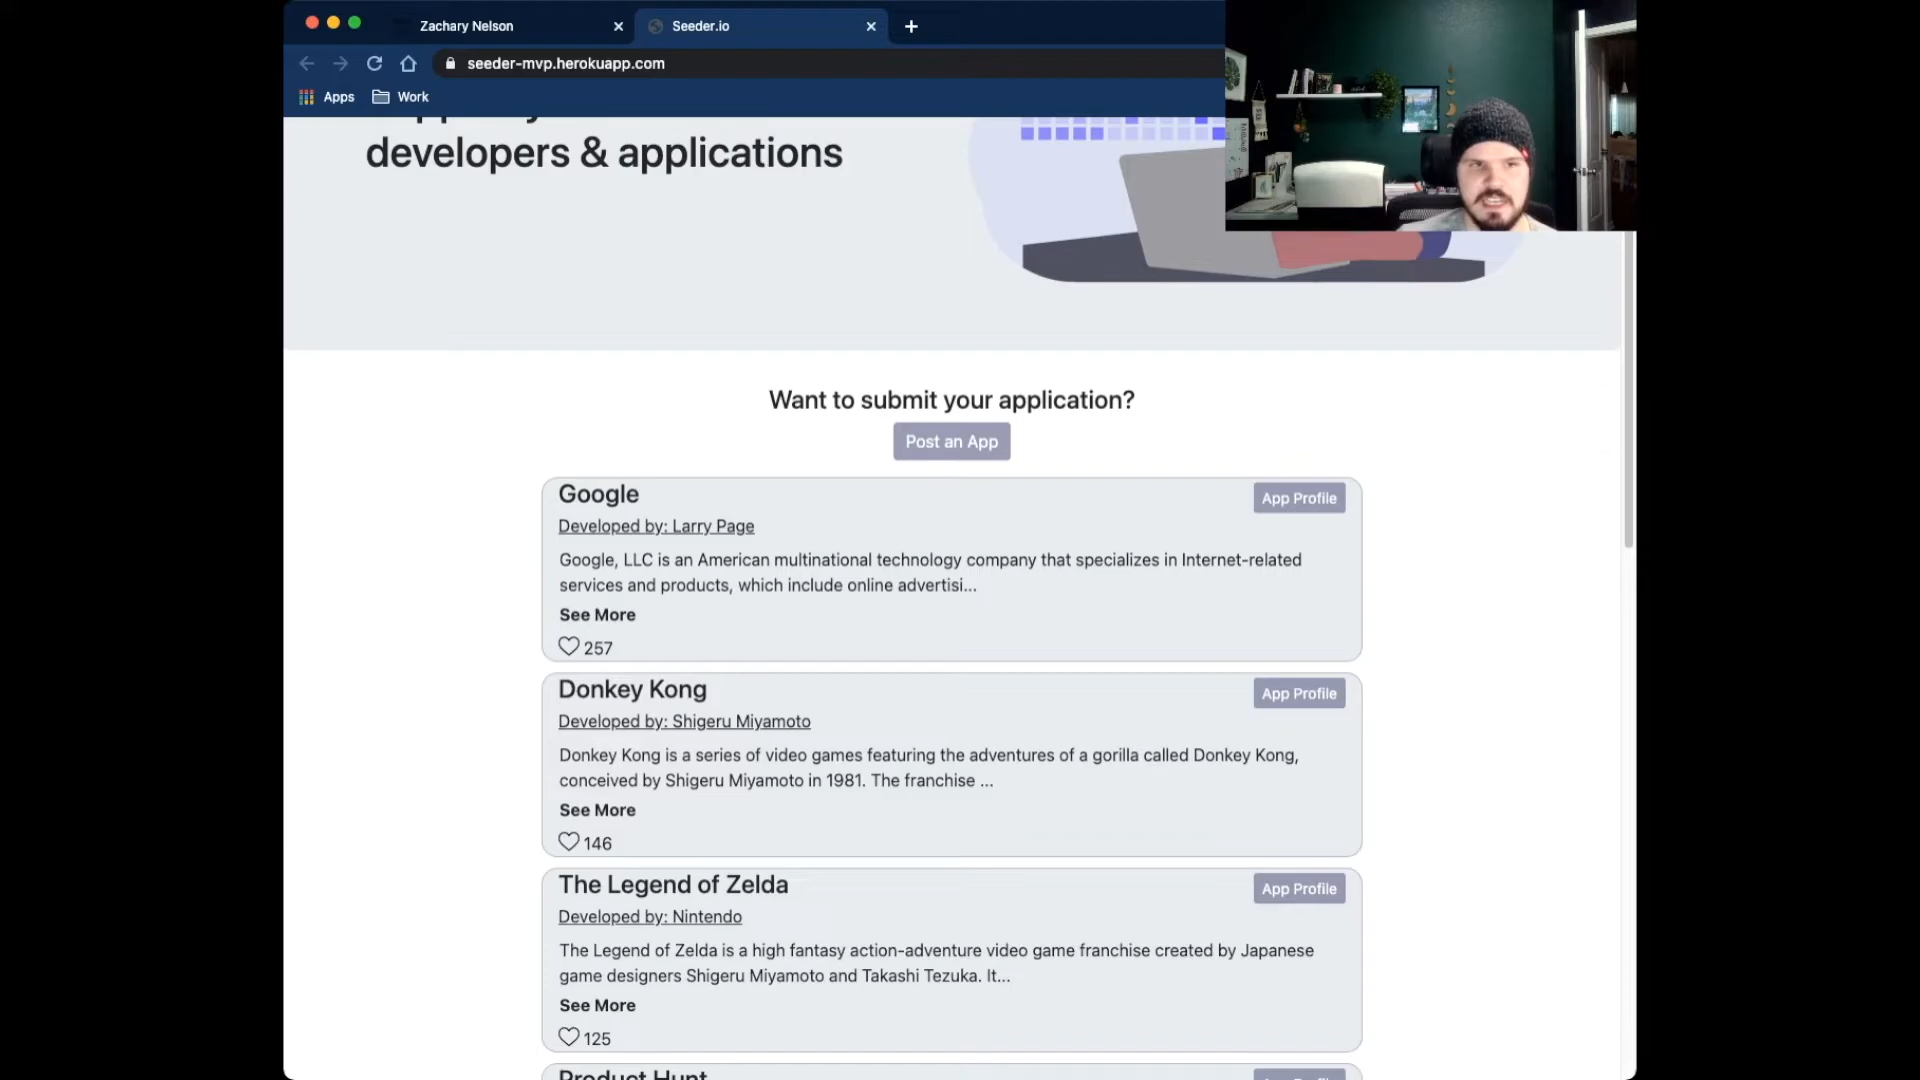 Zachary Nelson
Seeder.io
seeder-mvp.herokuapp.com
Apps
Work
developers & applications
Want to submit your application?
Post an App
Google
App Profile
Developed by: Larry Page
Google, LLC is an American multinational technology company that specializes in Internet-related
services and products, which include online advertisi...
See More
257
Donkey Kong
App Profile
Developed by: Shigeru Miyamoto
Donkey Kong is a series of video games featuring the adventures of a gorilla called Donkey Kong,
conceived by Shigeru Miyamoto in 1981. The franchise ...
See More
146
The Legend of Zelda
App Profile
Developed by: Nintendo
The Legend of Zelda is a high fantasy action-adventure video game franchise created by Japanese
game designers Shigeru Miyamoto and Takashi Tezuka. It...
See More
125
Product Hunt